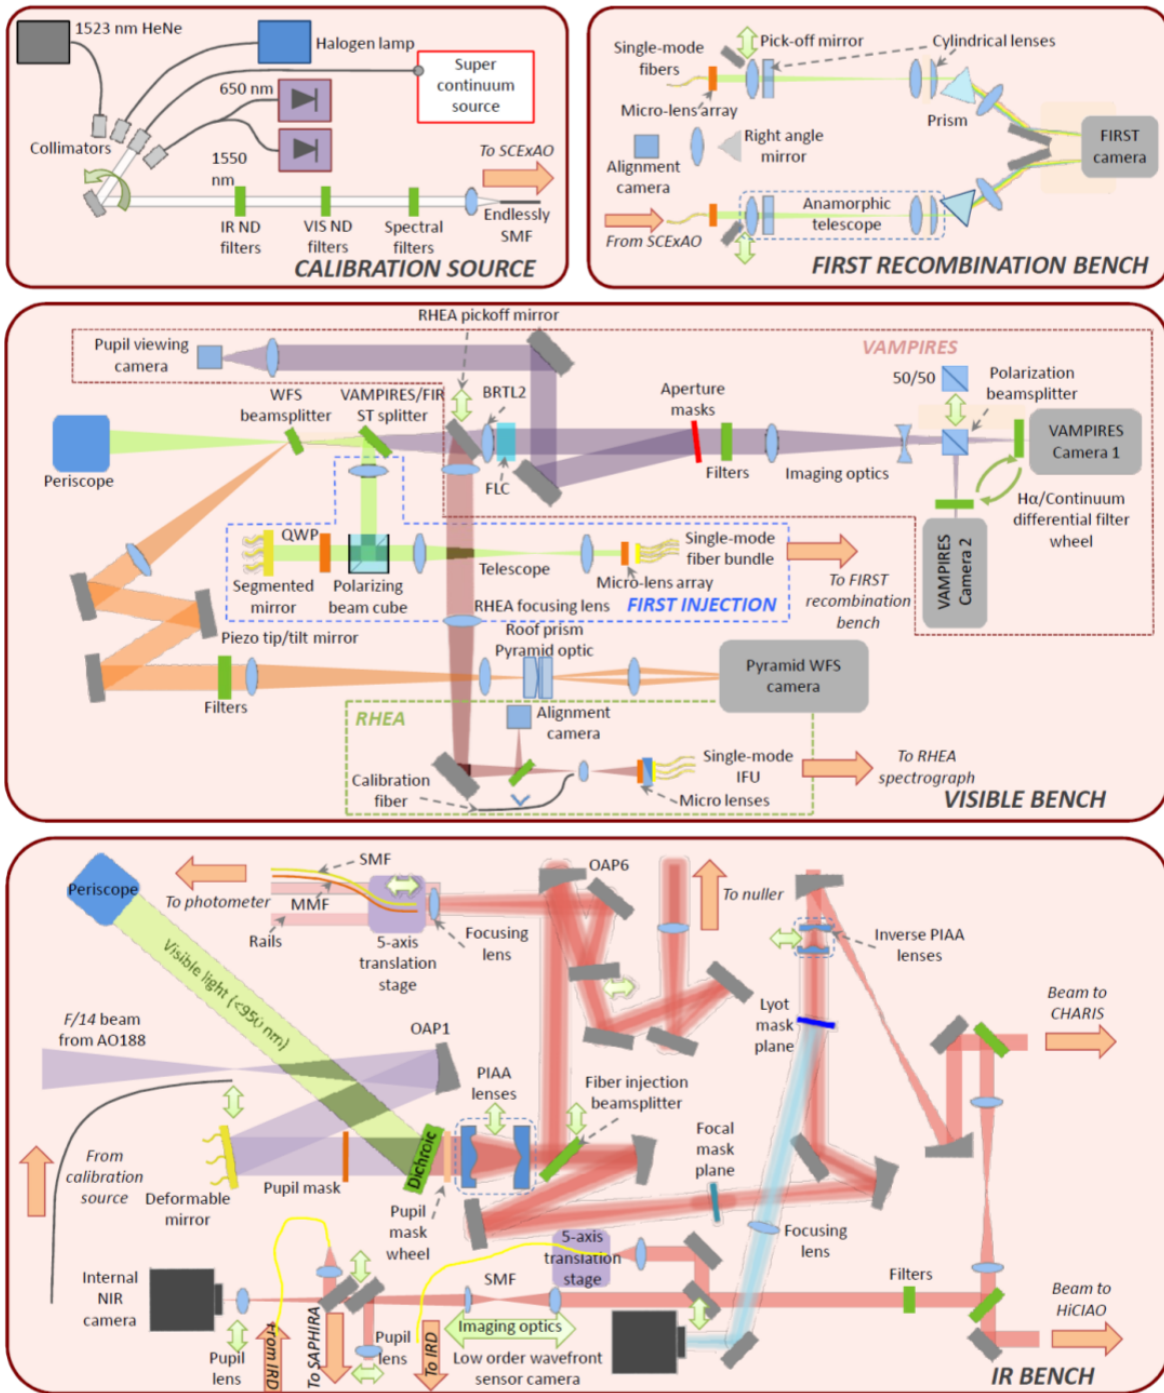 1523 nm HeNe
Halogen lamp
Super
continuum
source
650 nm
Collimators
1550
nm
To SCExAO
IR ND
filters
VIS ND
filters
Spectral
filters
Endlessly
SMF
CALIBRATION SOURCE
Single-mode
fibers
Pick-off mirror
Cylindrical lenses
Micro-lens array
Prism
Right angle
mirror
Alignment
camera
FIRST
camera
Anamorphic
telescope
From SCExAO
FIRST RECOMBINATION BENCH
RHEA pickoff mirror
Pupil viewing
camera
VAMPIRES
WFS
beamsplitter
VAMPIRES/FIR
ST splitter
BRTL2
Aperture
masks
50/50
Polarization
beamsplitter
Periscope
FLC
Filters
Imaging optics
VAMPIRES
Camera 1
Hα/Continuum
differential filter
wheel
VAMPIRES
Camera 2
QWP
Segmented
mirror
Polarizing
beam cube
Telescope
Single-mode
fiber bundle
Micro-lens array
FIRST INJECTION
To FIRST
recombination
bench
RHEA focusing lens
Piezo tip/tilt mirror
Roof prism
Pyramid optic
Pyramid WFS
camera
Filters
RHEA
Alignment
camera
Calibration
fiber
Single-mode
IFU
Micro lenses
To RHEA
spectrograph
VISIBLE BENCH
Periscope
To photometer
SMF
MMF
Rails
5-axis
translation
stage
Focusing
lens
OAP6
To nuller
Inverse PIAA
lenses
Visible light (<950 nm)
Lyot
mask
plane
Beam to
CHARIS
F/14 beam
from AO188
OAP1
PIAA
lenses
Fiber injection
beamsplitter
Focal
mask
plane
From
calibration
source
Deformable
mirror
Pupil mask
Dichroic
Pupil
mask
wheel
Focusing
lens
5-axis
translation
stage
Internal
NIR
camera
SMF
Filters
Beam to
HiCIAO
Imaging optics
Pupil
lens
From IRD
To SAPHIRA
Pupil
lens
To IRD
Low order wavefront
sensor camera
IR BENCH